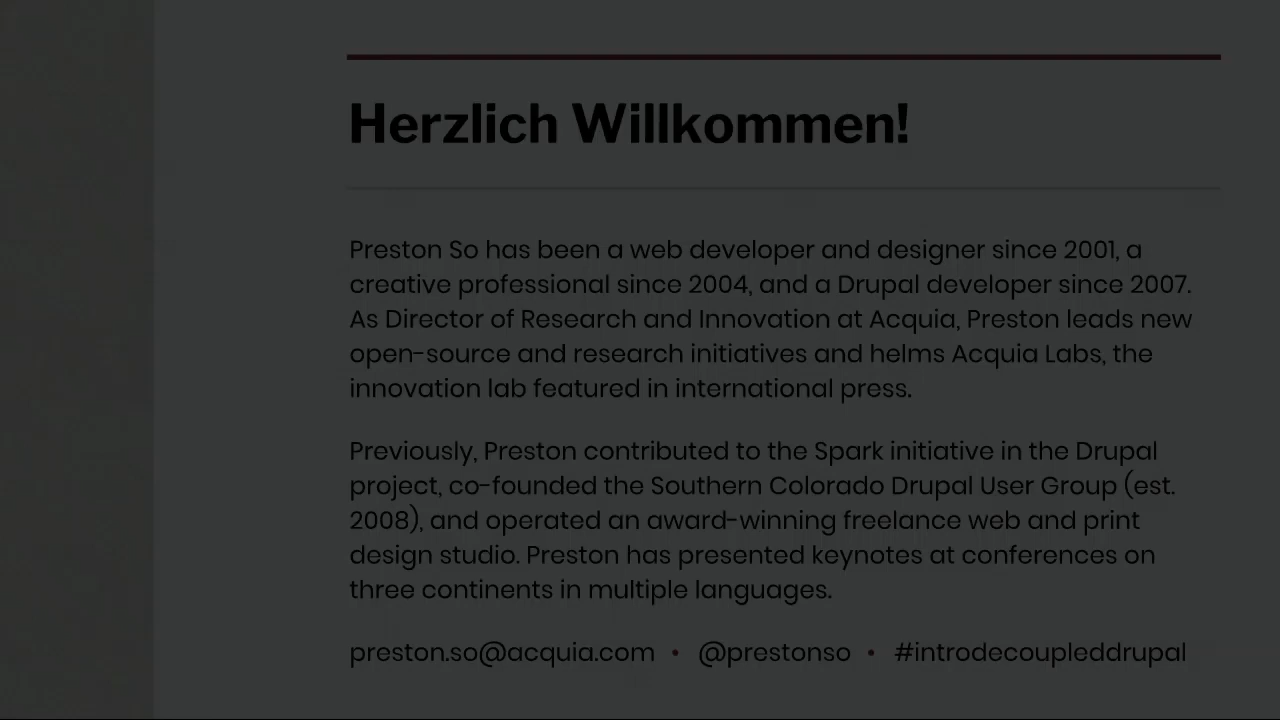 Herzlich Willkommen!
Preston So has been a web developer and designer since 2001, a
creative professional since 2004, and a Drupal developer since 2007.
As Director of Research and Innovation at Acquia, Preston leads new
open-source and research initiatives and helms Acquia Labs, the
innovation lab featured in international press.
Previously, Preston contributed to the Spark initiative in the Drupal
project, co-founded the Southern Colorado Drupal User Group (est.
2008), and operated an award-winning freelance web and print
design studio. Preston has presented keynotes at conferences on
three continents in multiple languages.
preston.so@acquia.com • @prestonso • #introdecoupleddrupal